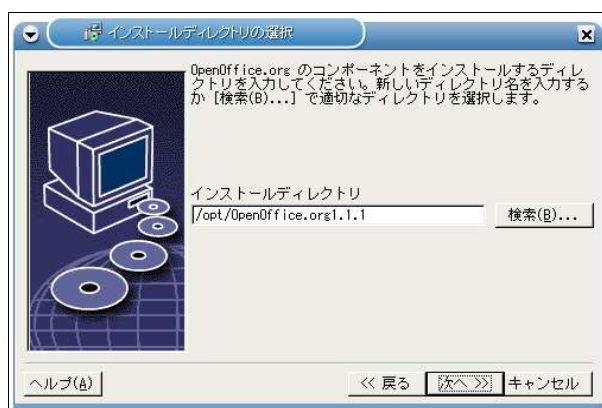 インストールディレクトリの選択
OpenOffice.org のコンポーネントをインストールするディレ
クトリを入力してください。新しいディレクトリ名を入力する
か [検索(B)...] で適切なディレクトリを選択します。
インストールディレクトリ
/opt/OpenOffice.org1.1.1
検索(B)...
ヘルプ(A)
<< 戻る
次へ >>
キャンセル